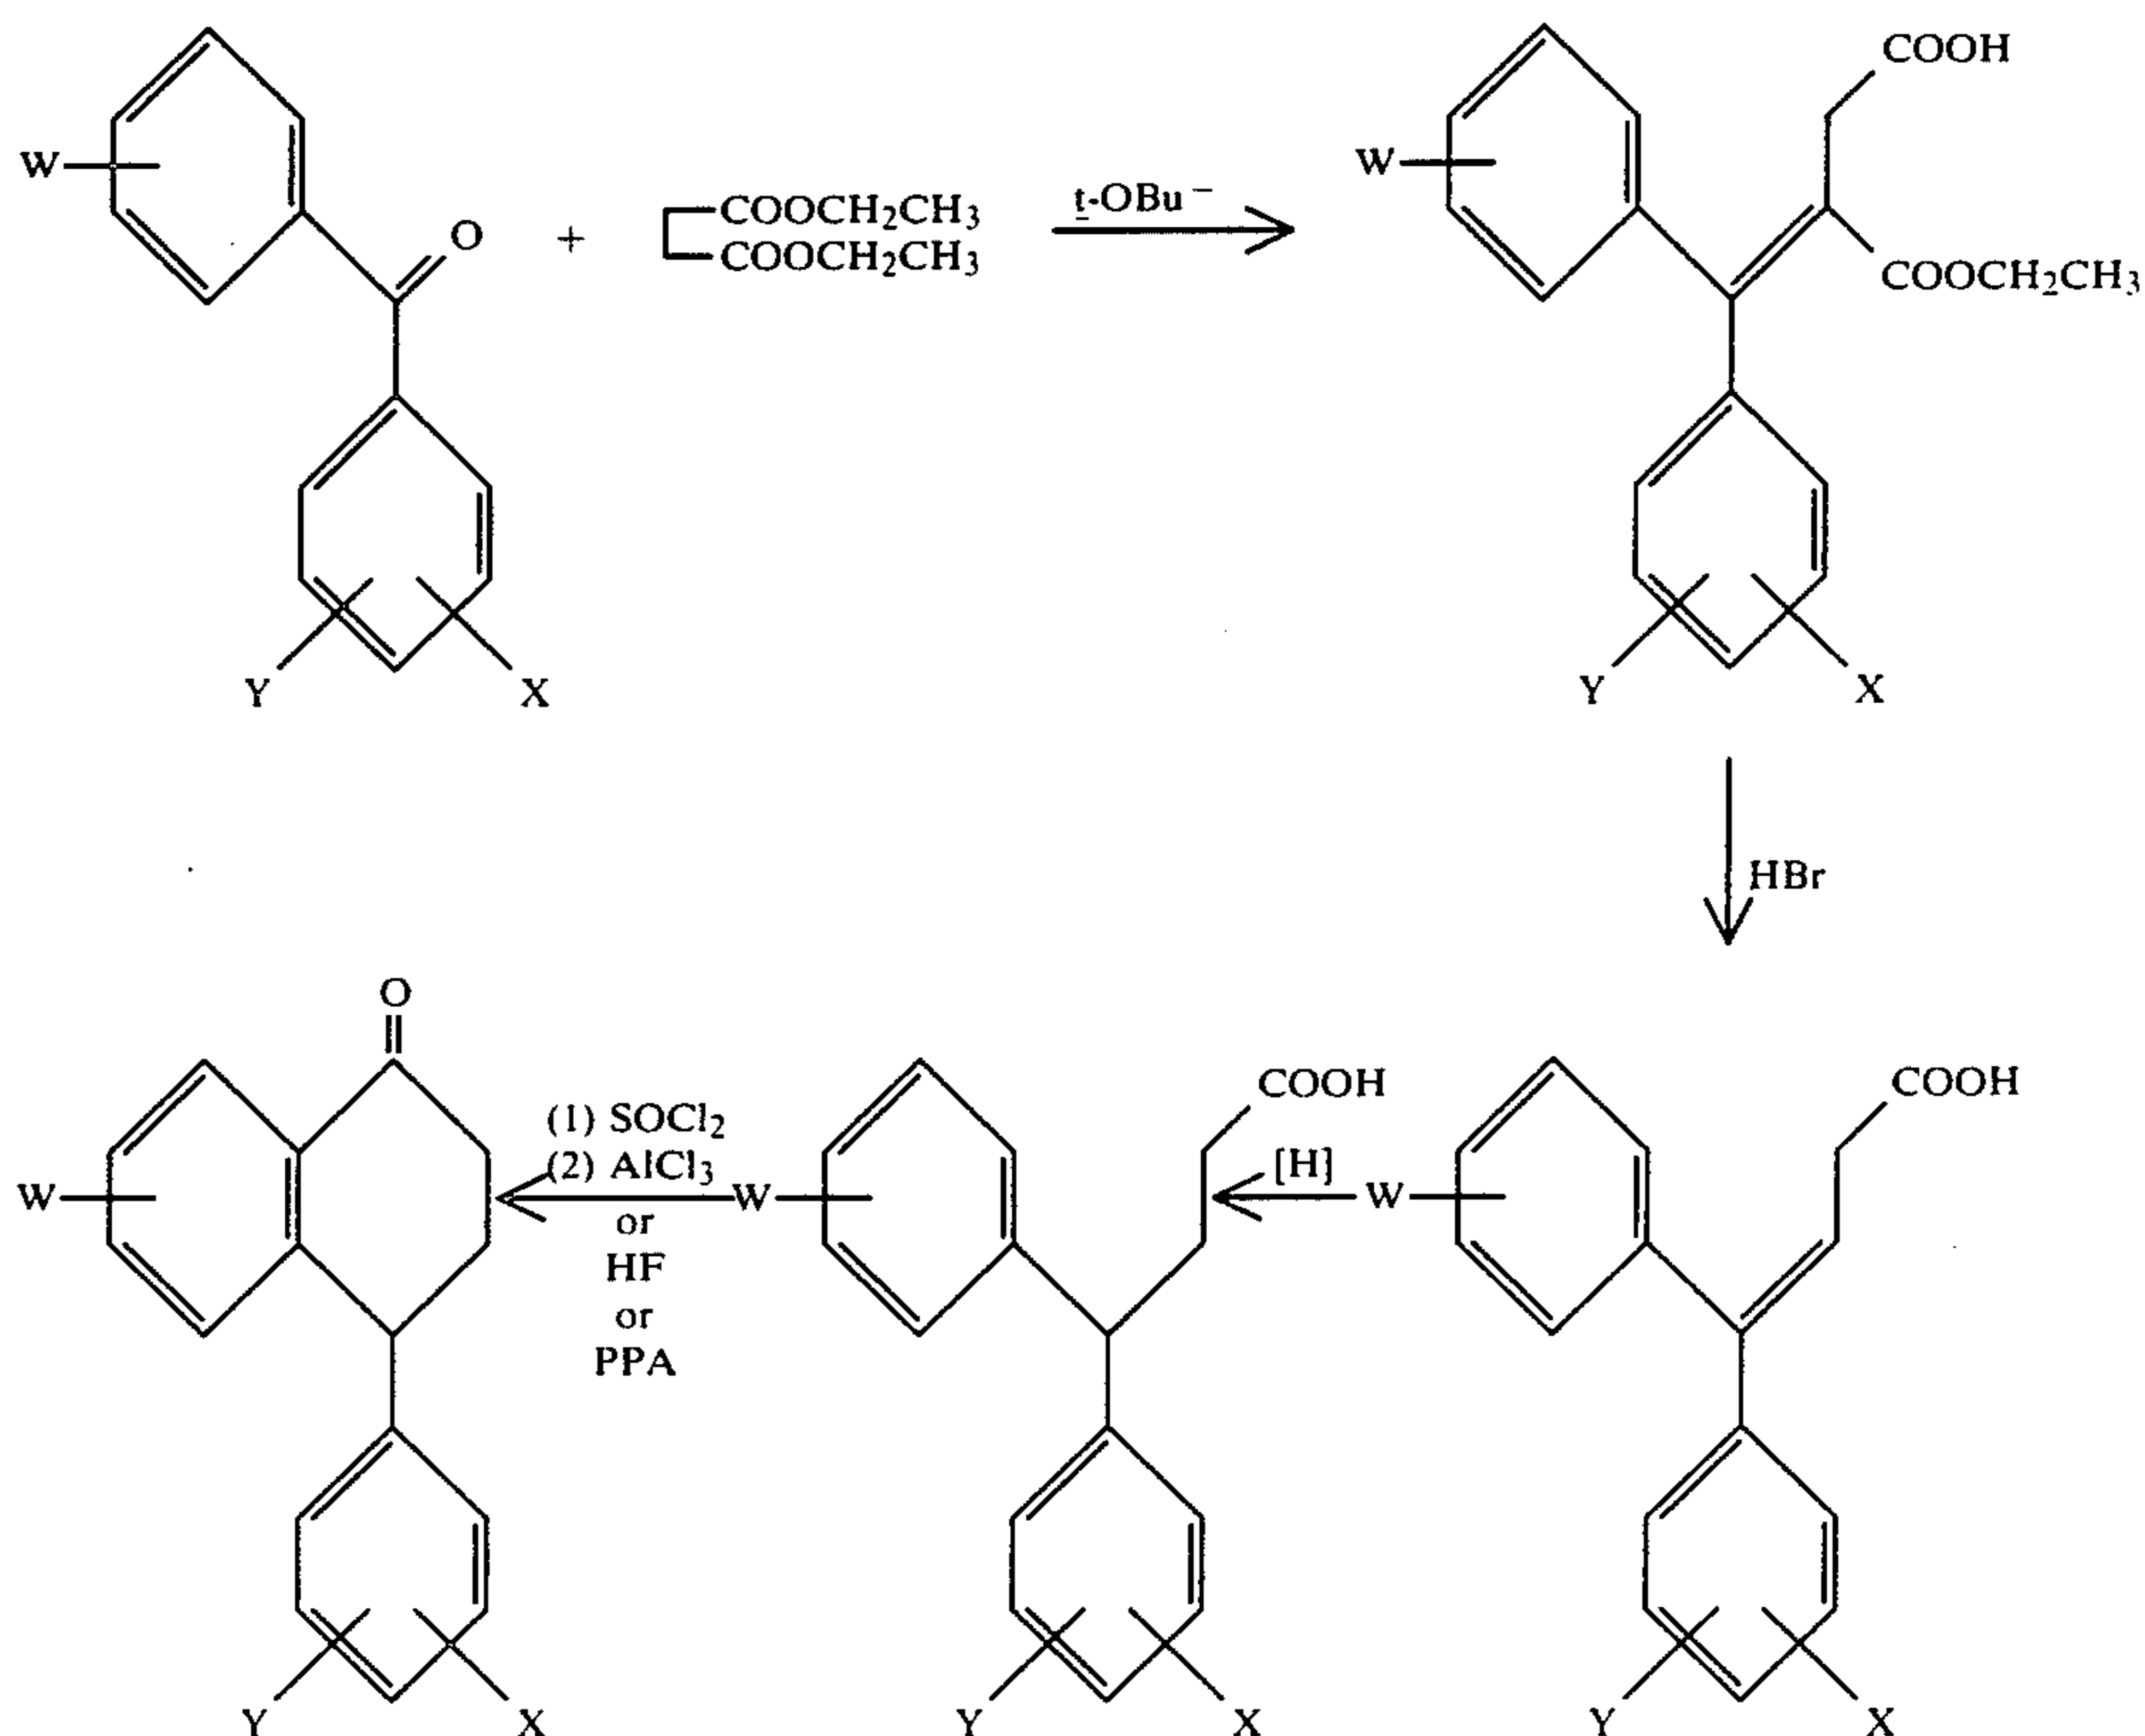 W
O
Y
X
+
COOCH₂CH₃
COOCH₂CH₃
t-OBu⁻
W
COOH
COOCH₂CH₃
Y
X
HBr
O
W
Y
X
(1) SOCl₂
(2) AlCl₃
or
HF
or
PPA
W
COOH
Y
X
[H]
W
COOH
Y
X